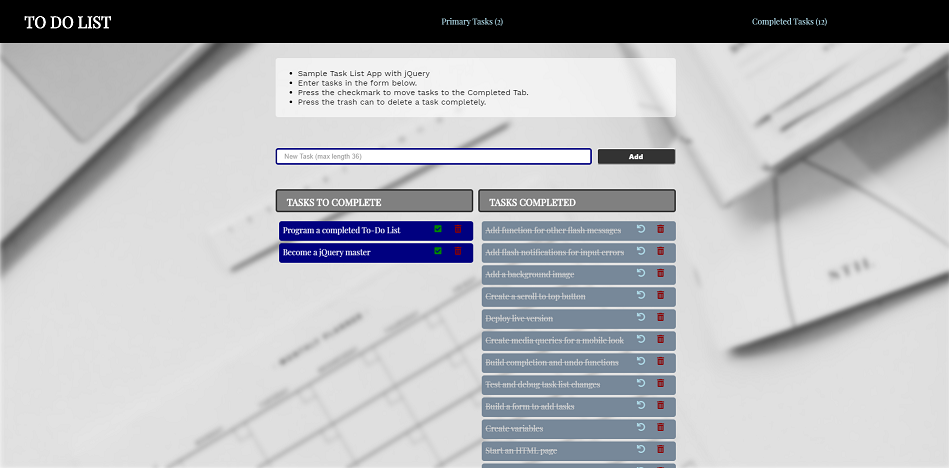 TO DO LIST
Primary Tasks (2)
Completed Tasks (12)
Sample Task List App with jQuery
Enter tasks in the form below.
Press the checkmark to move tasks to the Completed Tab.
Press the trash can to delete a task completely.
New Task (max length 36)
Add
TASKS TO COMPLETE
Program a completed To-Do List
Become a jQuery master
TASKS COMPLETED
Add function for other flash messages
Add flash notifications for input errors
Add a background image
Create a scroll to top button
Deploy live version
Create media queries for a mobile look
Build completion and undo functions
Test and debug task list changes
Build a form to add tasks
Create variables
Start an HTML page
MONTHLY PLANNER